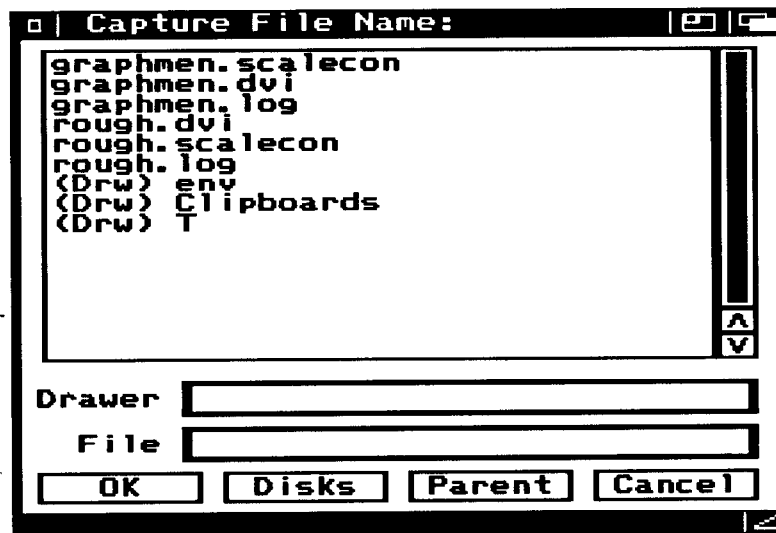 Capture File Name:
graphmen.scalecon
graphmen.dvi
graphmen.log
rough.dvi
rough.scalecon
rough.log
(Drw) env
(Drw) Clipboards
(Drw) T
Drawer
File
OK Disks Parent Cancel